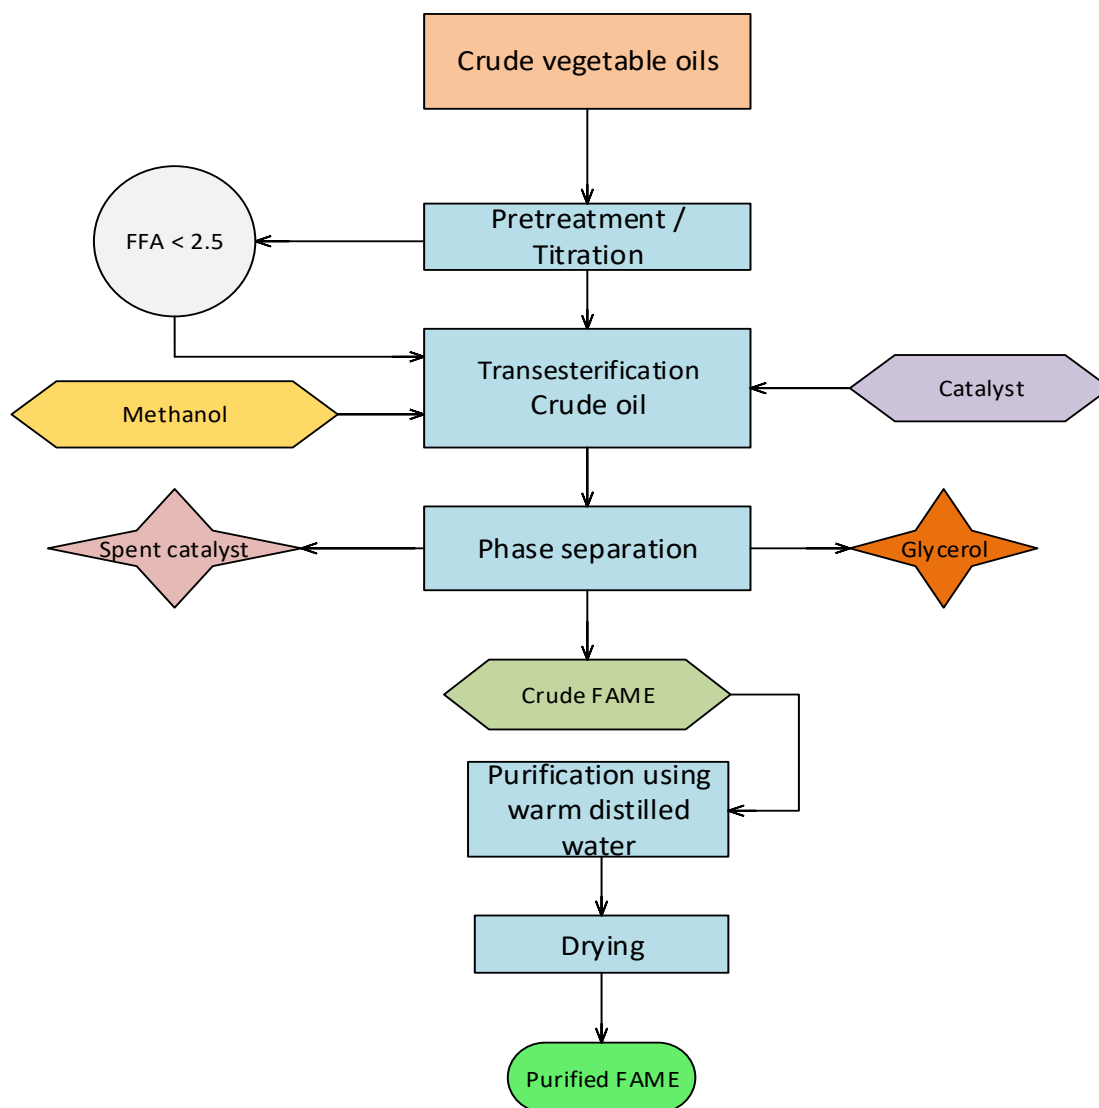 Crude vegetable oils
Pretreatment /
Titration
FFA < 2.5
Transesterification
Crude oil
Catalyst
Methanol
Spent catalyst
Phase separation
Glycerol
Crude FAME
Purification using
warm distilled
water
Drying
Purified FAME